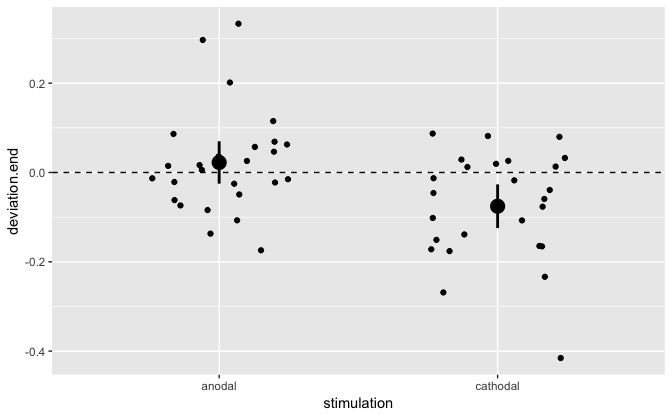 0.2
0.0
-0.2
-0.4
deviation.end
anodal
cathodal
stimulation